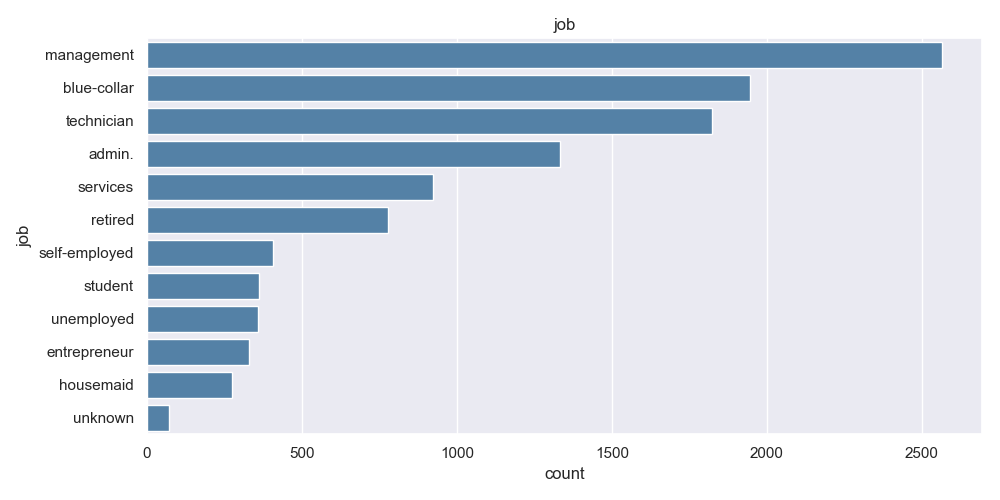 job
management
blue-collar
technician
admin.
services
retired
self-employed
student
unemployed
entrepreneur
housemaid
unknown
job
0 500 1000 1500 2000 2500
count